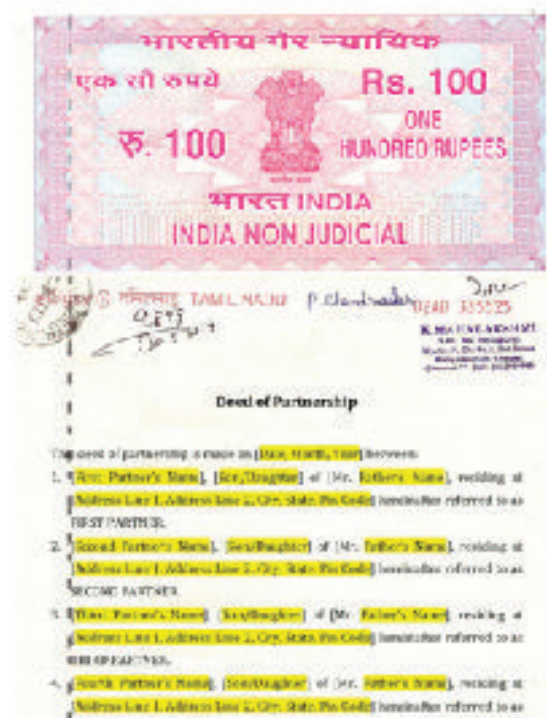 भारतीय गैर न्यायिक
एक सौ रुपये
Rs. 100
रु. 100
ONE
HUNDRED RUPEES
भारत INDIA
INDIA NON JUDICIAL
தமிழ்நாடு तमिलनाडु TAMIL NADU
Deed of Partnership
This deed of partnership is made on [Date, Month, Year] between:
1. [First Partner's Name], [Son/Daughter] of [Mr. Father's Name], residing at
[Address Line 1, Address Line 2, City, State, Pin Code] hereinafter referred to as
FIRST PARTNER.
2. [Second Partner's Name], [Son/Daughter] of [Mr. Father's Name], residing at
[Address Line 1, Address Line 2, City, State, Pin Code] hereinafter referred to as
SECOND PARTNER.
3. [Third Partner's Name], [Son/Daughter] of [Mr. Father's Name], residing at
[Address Line 1, Address Line 2, City, State, Pin Code] hereinafter referred to as
THIRD PARTNER.
4. [Fourth Partner's Name], [Son/Daughter] of [Mr. Father's Name], residing at
[Address Line 1, Address Line 2, City, State, Pin Code] hereinafter referred to as